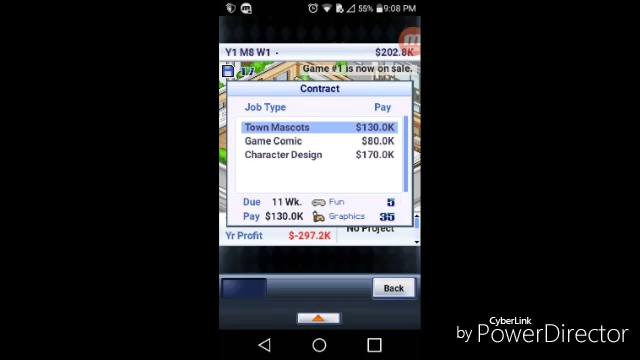 55% 9:08 PM
Y1 M8 W1 $202.8K
17 Game #1 is now on sale.
Contract
Job Type Pay
Town Mascots $130.0K
Game Comic $80.0K
Character Design $170.0K
Due 11 Wk. Fun 5
Pay $130.0K Graphics 35
Yr Profit $-297.2K No Project
Back
CyberLink
by PowerDirector